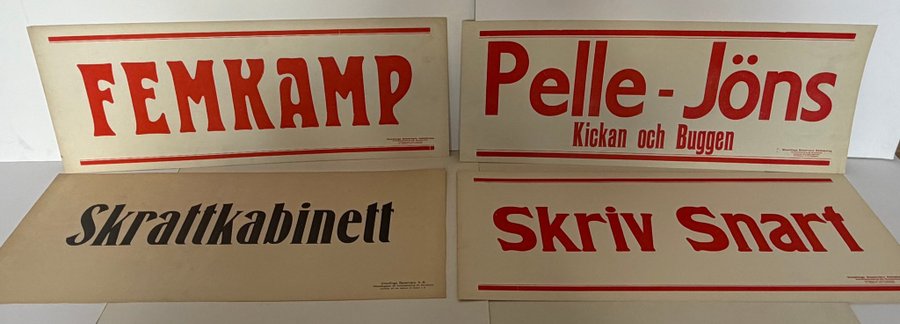 FEMKAMP
Pelle - Jöns
Kickan och Buggen
Skrattkabinett
Skriv Snart